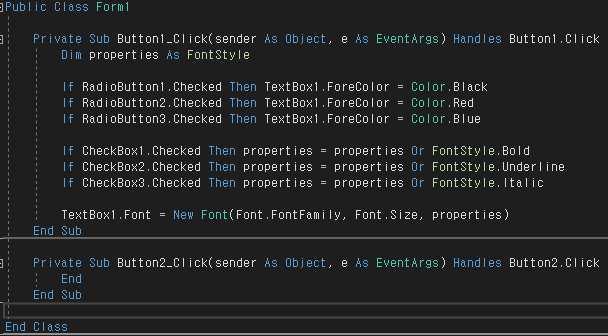 Public Class Form1
Private Sub Button1_Click(sender As Object, e As EventArgs) Handles Button1.Click
Dim properties As FontStyle
If RadioButton1.Checked Then TextBox1.ForeColor = Color.Black
If RadioButton2.Checked Then TextBox1.ForeColor = Color.Red
If RadioButton3.Checked Then TextBox1.ForeColor = Color.Blue
If CheckBox1.Checked Then properties = properties Or FontStyle.Bold
If CheckBox2.Checked Then properties = properties Or FontStyle.Underline
If CheckBox3.Checked Then properties = properties Or FontStyle.Italic
TextBox1.Font = New Font(Font.FontFamily, Font.Size, properties)
End Sub
Private Sub Button2_Click(sender As Object, e As EventArgs) Handles Button2.Click
End
End Sub
End Class